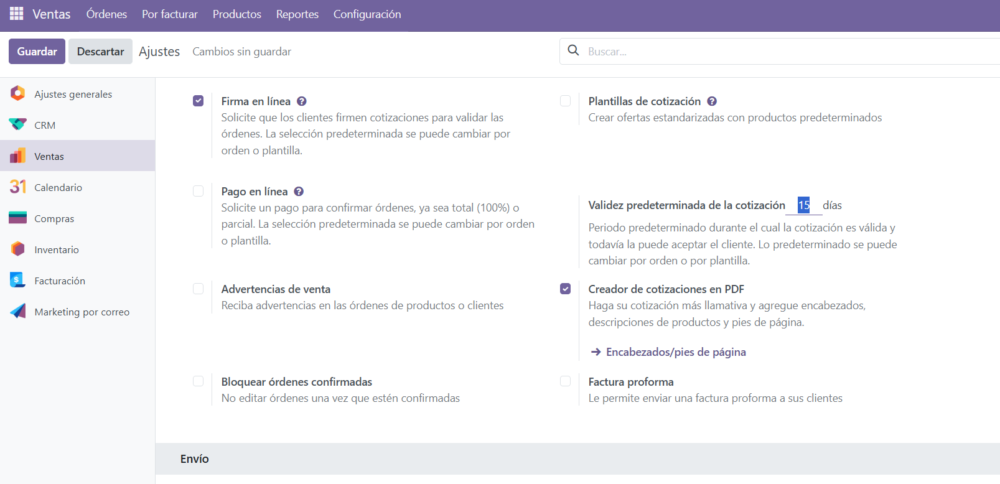 Ventas Órdenes Por facturar Productos Reportes Configuración
Guardar Descartar Ajustes Cambios sin guardar Buscar...
Ajustes generales
CRM
Ventas
31 Calendario
Compras
Inventario
$ Facturación
Marketing por correo
Firma en línea ?
Solicite que los clientes firmen cotizaciones para validar las
órdenes. La selección predeterminada se puede cambiar por
orden o plantilla.
Plantillas de cotización ?
Crear ofertas estandarizadas con productos predeterminados
Pago en línea ?
Solicite un pago para confirmar órdenes, ya sea total (100%) o
parcial. La selección predeterminada se puede cambiar por orden
o plantilla.
Validez predeterminada de la cotización 15 días
Periodo predeterminado durante el cual la cotización es válida y
todavía la puede aceptar el cliente. Lo predeterminado se puede
cambiar por orden o por plantilla.
Advertencias de venta
Reciba advertencias en las órdenes de productos o clientes
Creador de cotizaciones en PDF
Haga su cotización más llamativa y agregue encabezados,
descripciones de productos y pies de página.
→ Encabezados/pies de página
Bloquear órdenes confirmadas
No editar órdenes una vez que estén confirmadas
Factura proforma
Le permite enviar una factura proforma a sus clientes
Envío